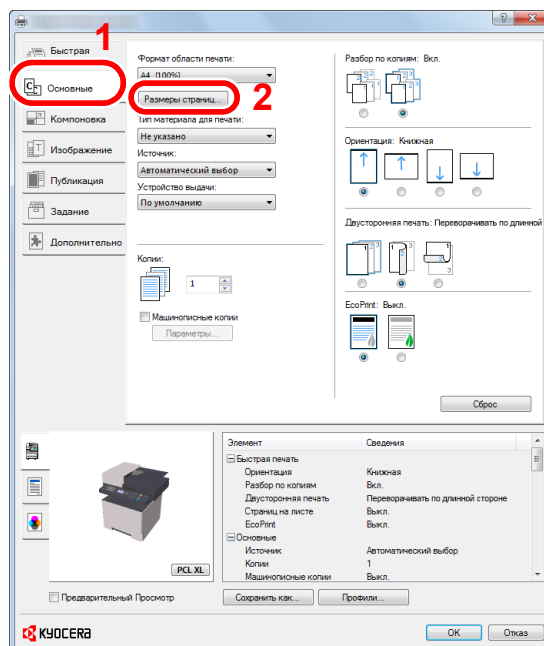 1
Быстрая
Основные
Компоновка
Изображение
Публикация
Задание
Дополнительно
Формат области печати:
A4 [100%]
Размеры страниц...
2
Тип материала для печати:
Не указано
Источник:
Автоматический выбор
Устройство выдачи:
По умолчанию
Копии:
1
Машинописные копии
Параметры...
Разбор по копиям: Вкл.
Ориентация: Книжная
Двусторонняя печать: Переворачивать по длинной
EcoPrint: Выкл.
Сброс
Элемент Сведения
Быстрая печать
Ориентация Книжная
Разбор по копиям Вкл.
Двусторонняя печать Переворачивать по длинной стороне
Страниц на листе Выкл.
EcoPrint Выкл.
Основные
Источник Автоматический выбор
Копии 1
Машинописные копии Выкл.
PCL XL
Предварительный Просмотр
Сохранить как...
Профили...
KYOCERA
OK
Отказ